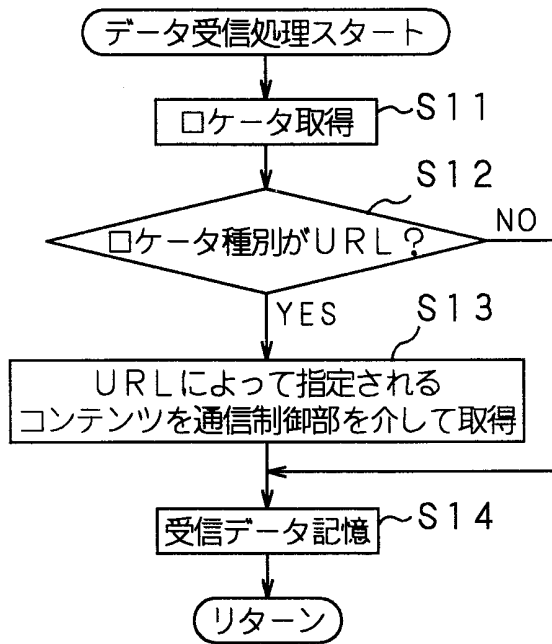 データ受信処理スタート
ロケータ取得
S11
S12
ロケータ種別がURL?
NO
YES
S13
URLによって指定される
コンテンツを通信制御部を介して取得
受信データ記憶
S14
リターン